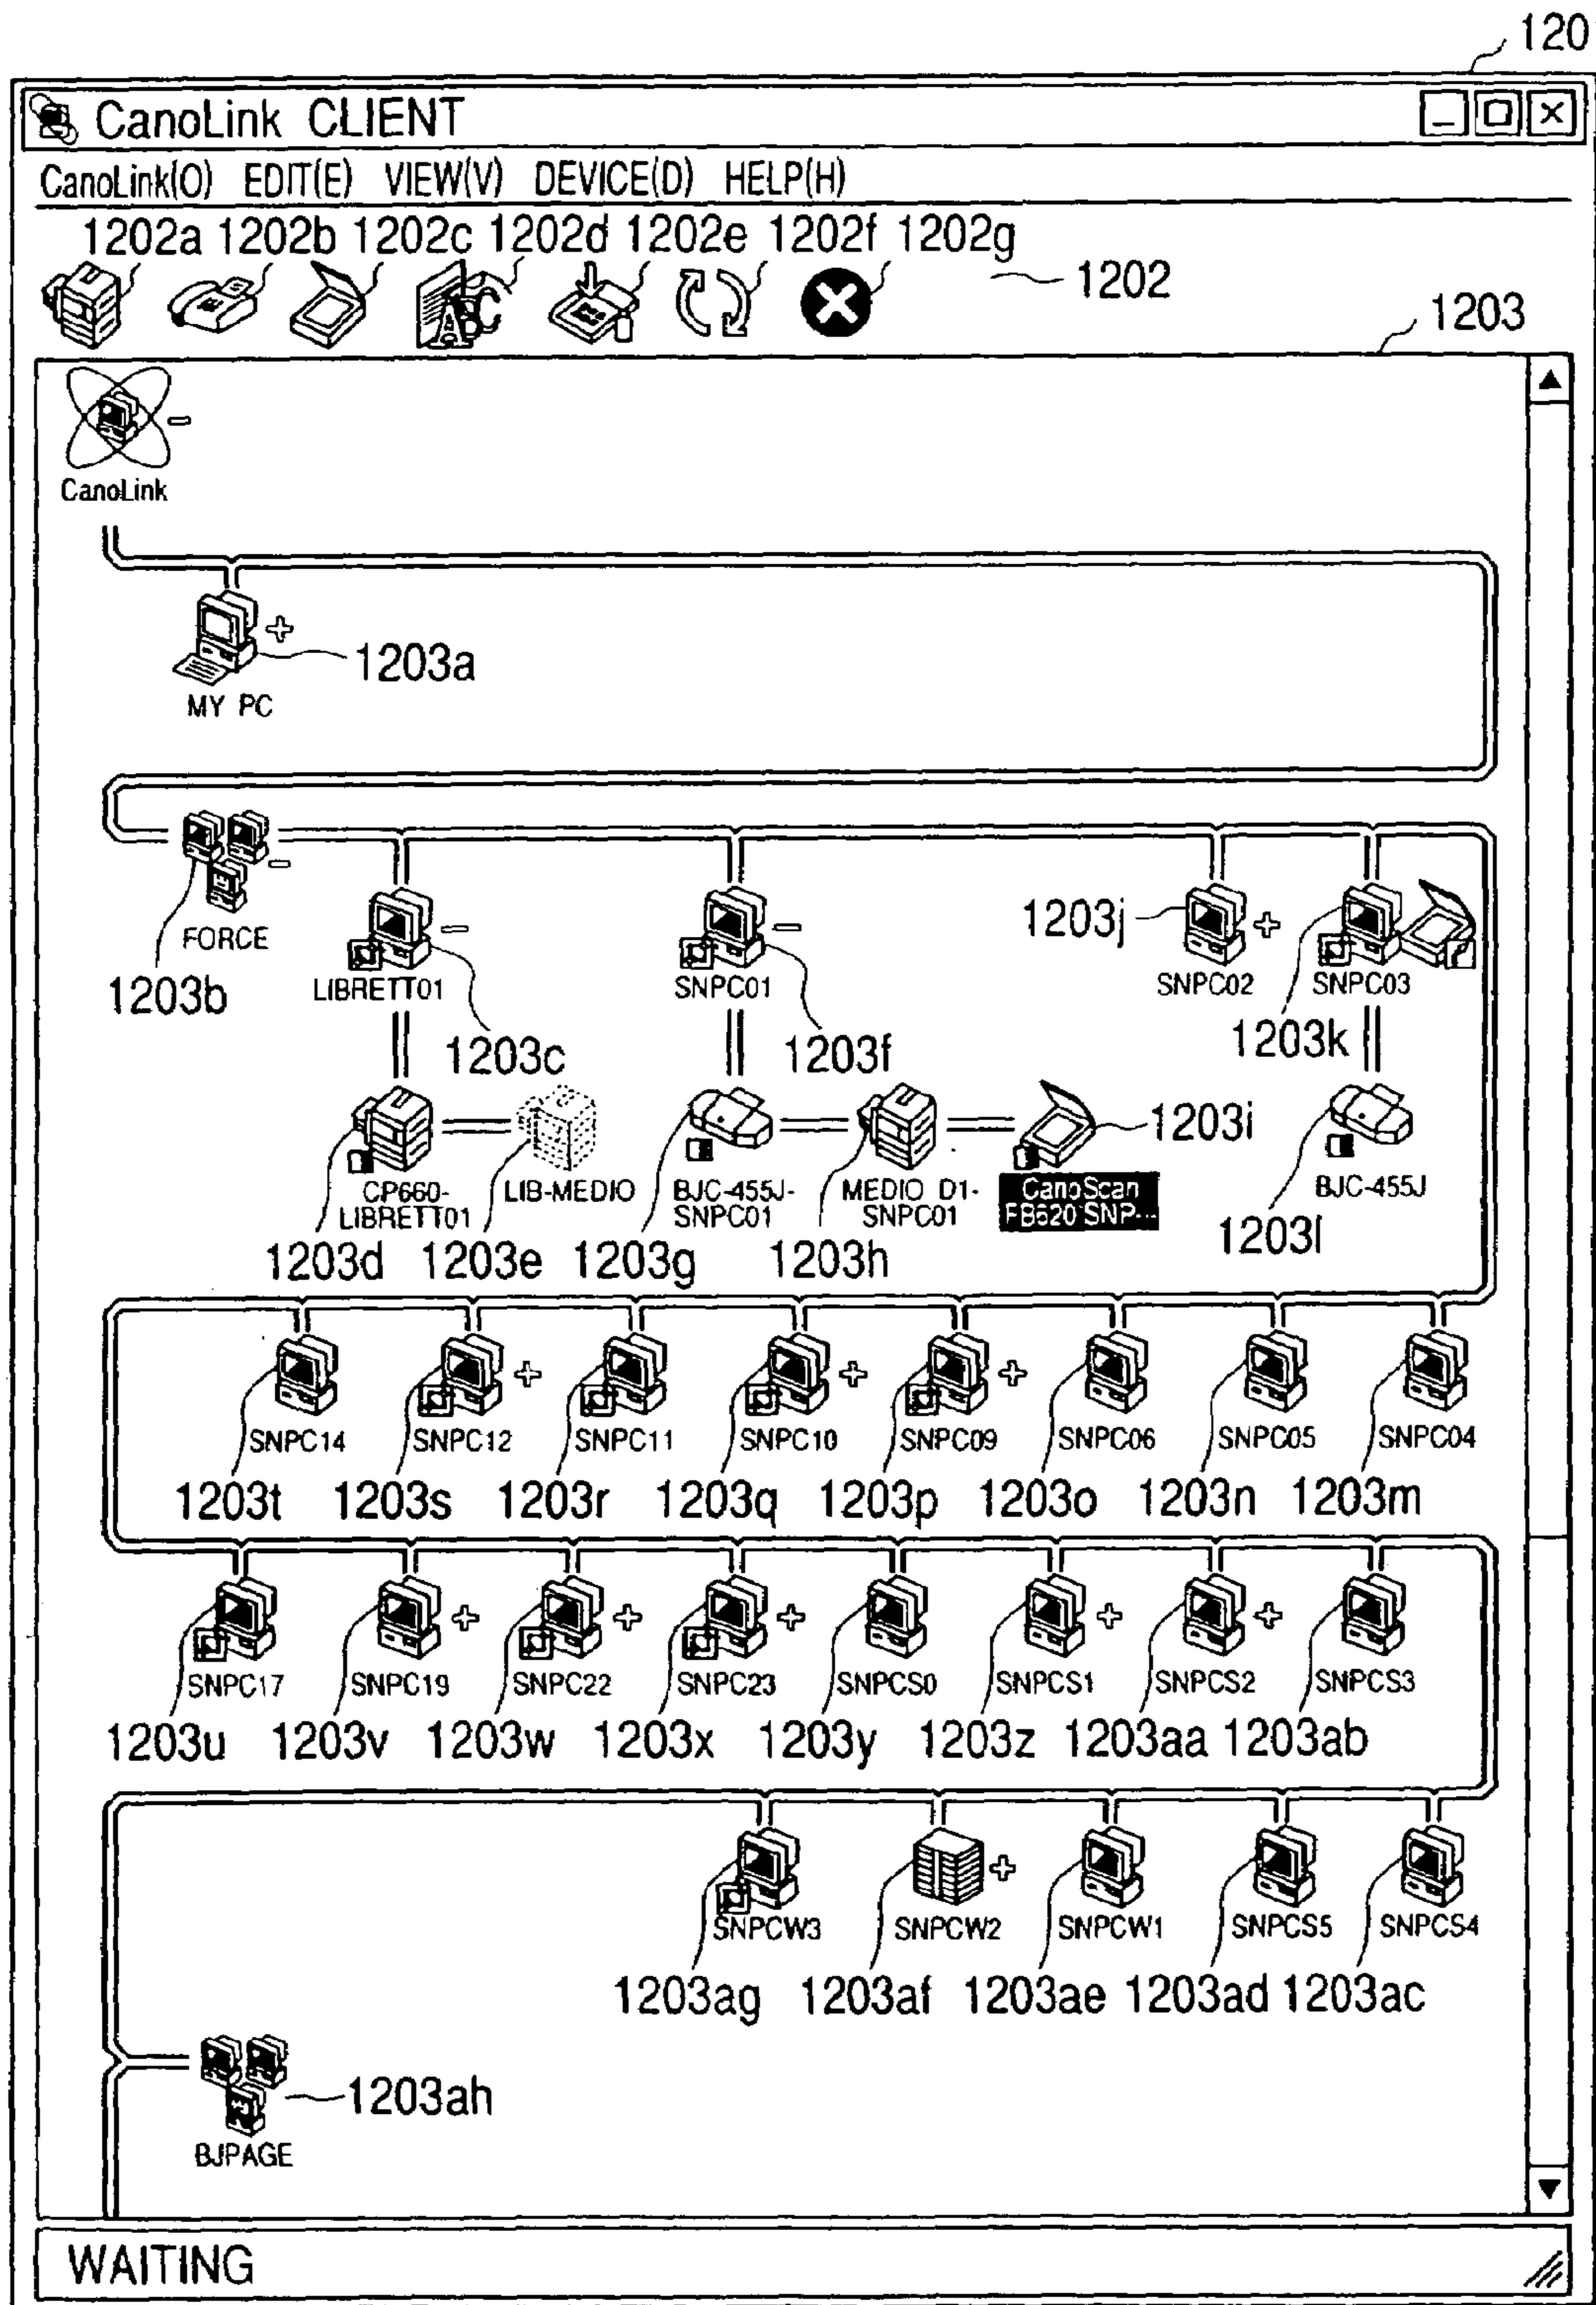 120
CanoLink CLIENT
CanoLink(O) EDIT(E) VIEW(V) DEVICE(D) HELP(H)
1202a 1202b 1202c 1202d 1202e 1202f 1202g
1202
1203
CanoLink
1203a
MY PC
FORCE
1203b
LIBRETT01
1203c
SNPC01
1203f
1203j
SNPC02
SNPC03
1203k
1203i
CP660-
LIBRETT01
LIB-MEDIO
BJC-455J-
SNPC01
MEDIO D1-
SNPC01
CanoScan
FB620 SNP...
BJC-455J
1203d 1203e 1203g 1203h 1203l
SNPC14 SNPC12 SNPC11 SNPC10 SNPC09 SNPC06 SNPC05 SNPC04
1203t 1203s 1203r 1203q 1203p 1203o 1203n 1203m
SNPC17 SNPC19 SNPC22 SNPC23 SNPCS0 SNPCS1 SNPCS2 SNPCS3
1203u 1203v 1203w 1203x 1203y 1203z 1203aa 1203ab
SNPCW3 SNPCW2 SNPCW1 SNPCS5 SNPCS4
1203ag 1203af 1203ae 1203ad 1203ac
1203ah
BJPAGE
WAITING